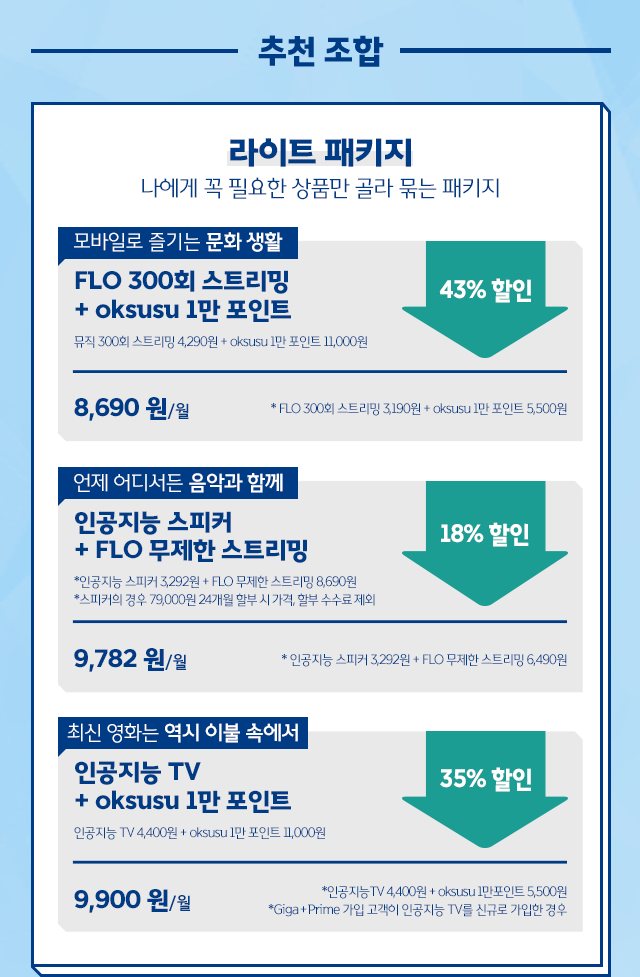 추천 조합
라이트 패키지
나에게 꼭 필요한 상품만 골라 묶는 패키지
모바일로 즐기는 문화 생활
FLO 300회 스트리밍
+ oksusu 1만 포인트
43% 할인
뮤직 300회 스트리밍 4,290원 + oksusu 1만 포인트 11,000원
8,690 원/월
* FLO 300회 스트리밍 3,190원 + oksusu 1만 포인트 5,500원
언제 어디서든 음악과 함께
인공지능 스피커
+ FLO 무제한 스트리밍
18% 할인
*인공지능 스피커 3,292원 + FLO 무제한 스트리밍 8,690원
*스피커의 경우 79,000원 24개월 할부 시 가격, 할부 수수료 제외
9,782 원/월
* 인공지능 스피커 3,292원 + FLO 무제한 스트리밍 6,490원
최신 영화는 역시 이불 속에서
인공지능 TV
+ oksusu 1만 포인트
35% 할인
인공지능 TV 4,400원 + oksusu 1만 포인트 11,000원
9,900 원/월
*인공지능TV 4,400원 + oksusu 1만포인트 5,500원
*Giga+Prime 가입 고객이 인공지능 TV를 신규로 가입한 경우